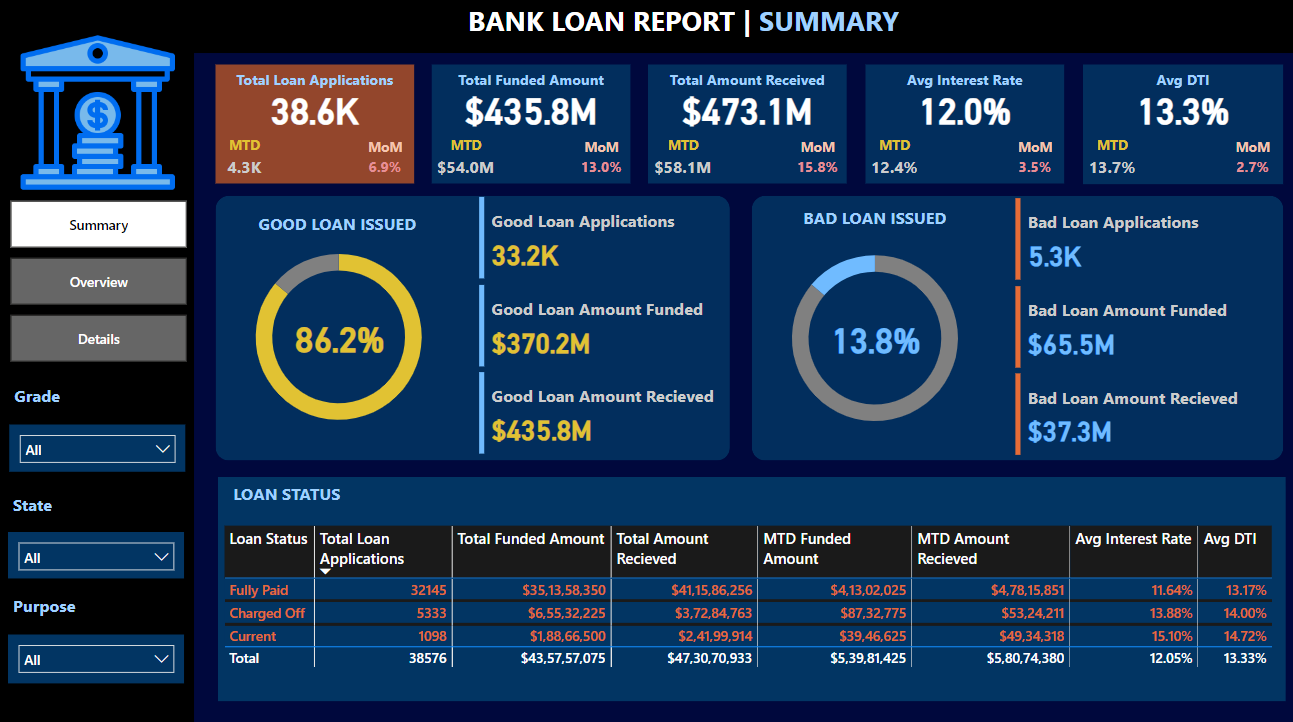 BANK LOAN REPORT | SUMMARY
Total Loan Applications
38.6K
MTD MoM
4.3K 6.9%
Total Funded Amount
$435.8M
MTD MoM
$54.0M 13.0%
Total Amount Received
$473.1M
MTD MoM
$58.1M 15.8%
Avg Interest Rate
12.0%
MTD MoM
12.4% 3.5%
Avg DTI
13.3%
MTD MoM
13.7% 2.7%
$
Summary
Overview
Details
Grade
All
State
All
Purpose
All
GOOD LOAN ISSUED
86.2%
Good Loan Applications
33.2K
Good Loan Amount Funded
$370.2M
Good Loan Amount Recieved
$435.8M
BAD LOAN ISSUED
13.8%
Bad Loan Applications
5.3K
Bad Loan Amount Funded
$65.5M
Bad Loan Amount Recieved
$37.3M
LOAN STATUS
Loan Status Total Loan Applications Total Funded Amount Total Amount Recieved MTD Funded Amount MTD Amount Recieved Avg Interest Rate Avg DTI
Fully Paid 32145 $35,13,58,350 $41,15,86,256 $4,13,02,025 $4,78,15,851 11.64% 13.17%
Charged Off 5333 $6,55,32,225 $3,72,84,763 $87,32,775 $53,24,211 13.88% 14.00%
Current 1098 $1,88,66,500 $2,41,99,914 $39,46,625 $49,34,318 15.10% 14.72%
Total 38576 $43,57,57,075 $47,30,70,933 $5,39,81,425 $5,80,74,380 12.05% 13.33%